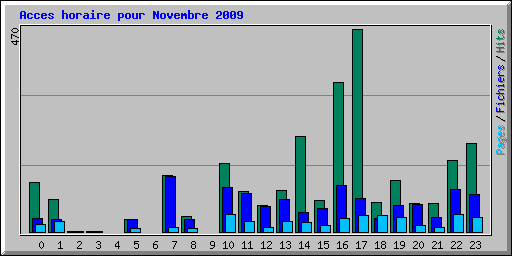 Acces horaire pour Novembre 2009
470
Pages / Fichiers / Hits
0 1 2 3 4 5 6 7 8 9 10 11 12 13 14 15 16 17 18 19 20 21 22 23